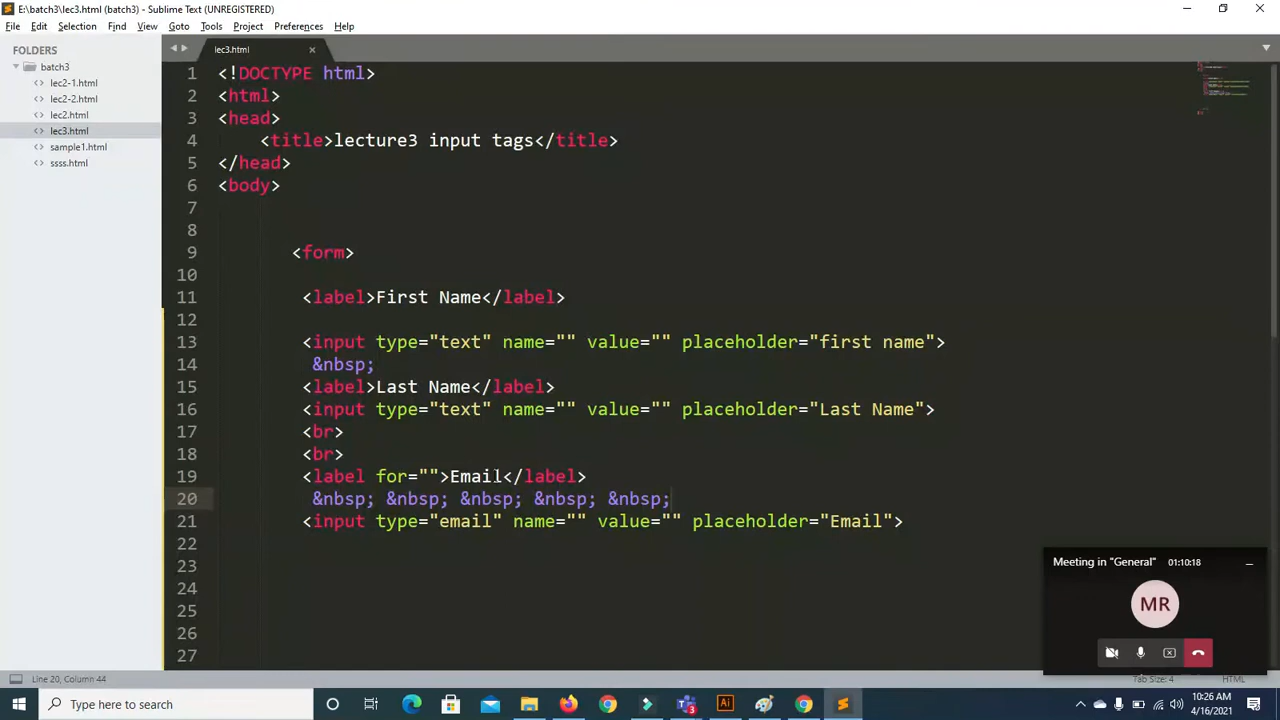 E:\batch3\lec3.html (batch3) - Sublime Text (UNREGISTERED)
File Edit Selection Find View Goto Tools Project Preferences Help
FOLDERS
batch3
lec2-1.html
lec2-2.html
lec2.html
lec3.html
sample1.html
ssss.html
lec3.html
1 <!DOCTYPE html>
2 <html>
3 <head>
4 <title>lecture3 input tags</title>
5 </head>
6 <body>
7
8
9 <form>
10
11 <label>First Name</label>
12
13 <input type="text" name="" value="" placeholder="first name">
14 &nbsp;
15 <label>Last Name</label>
16 <input type="text" name="" value="" placeholder="Last Name">
17 <br>
18 <br>
19 <label for="">Email</label>
20 &nbsp; &nbsp; &nbsp; &nbsp; &nbsp;
21 <input type="email" name="" value="" placeholder="Email">
22
23
24
25
26
27
Meeting in "General" 01:10:18
MR
Line 20, Column 44
Tab Size: 4 HTML
Type here to search
3
Ai
10:26 AM
4/16/2021